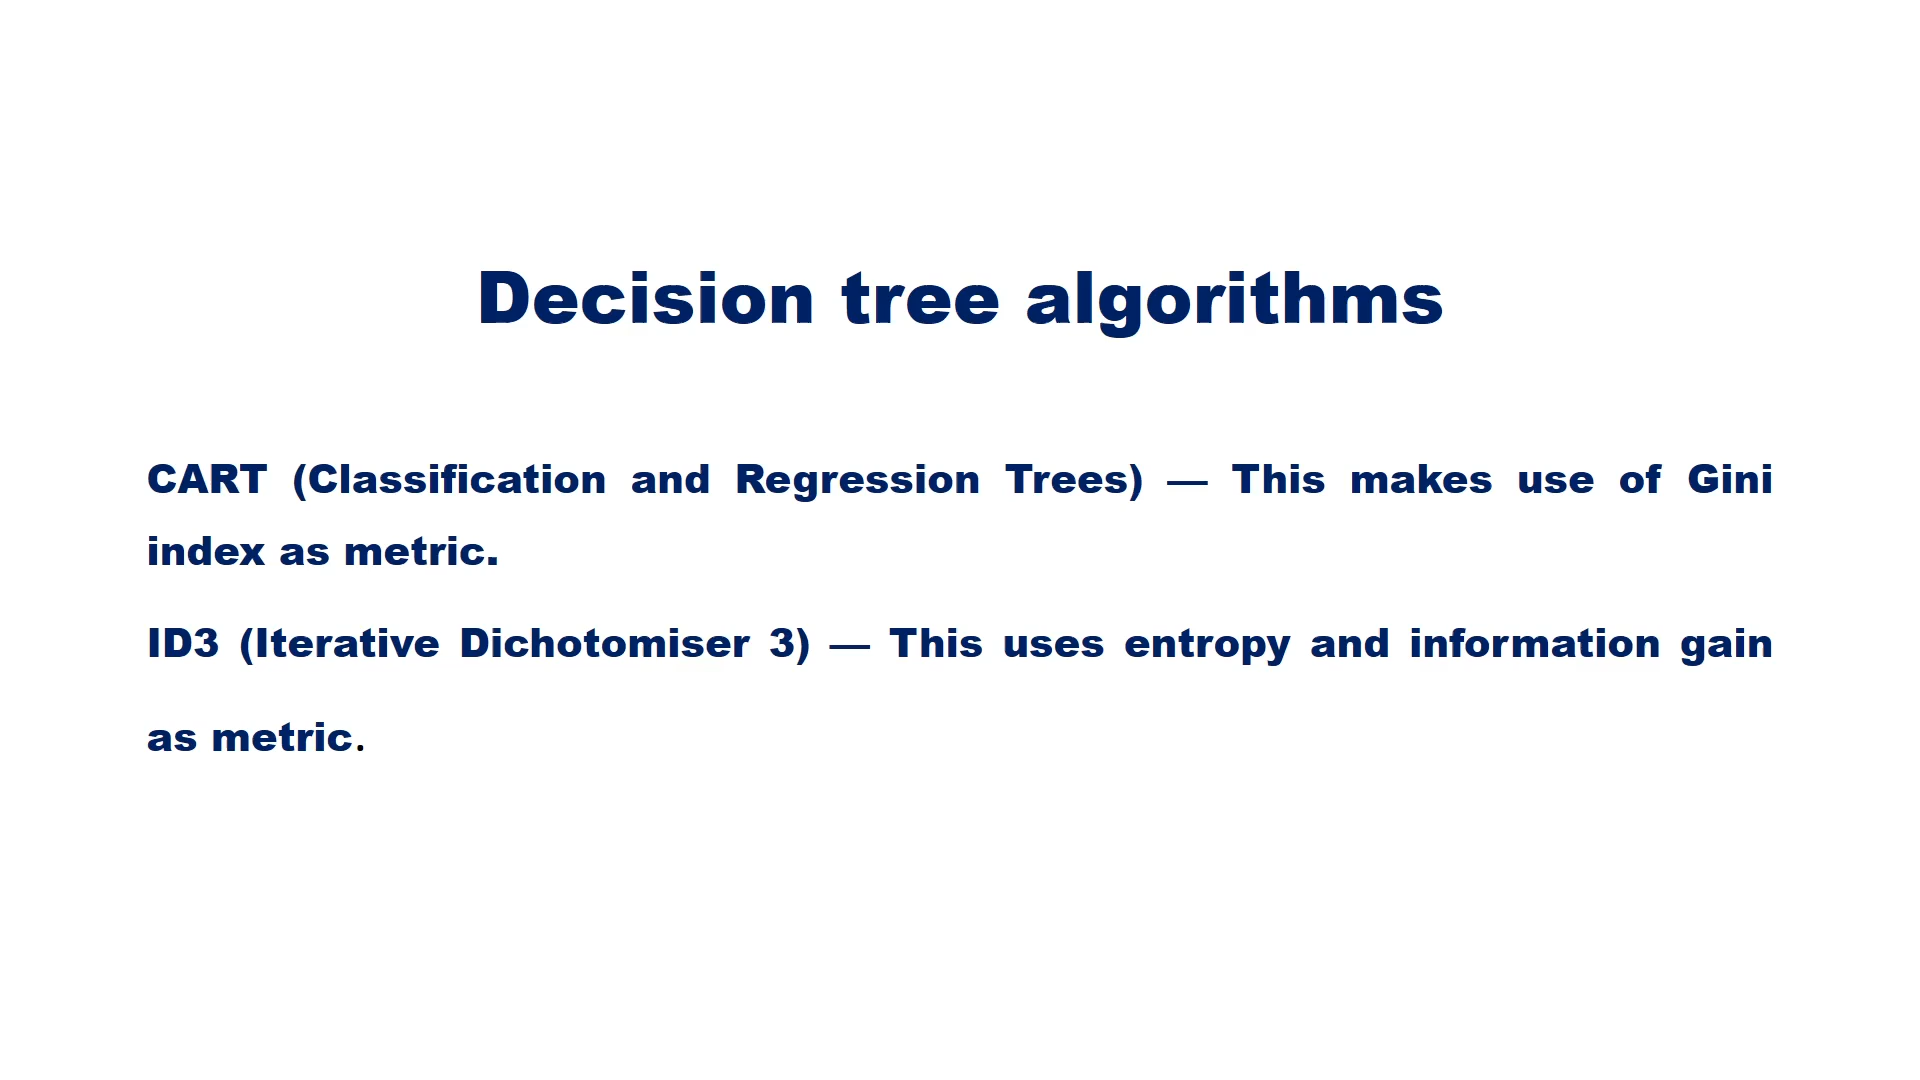 Decision tree algorithms
CART (Classification and Regression Trees) — This makes use of Gini
index as metric.
ID3 (Iterative Dichotomiser 3) — This uses entropy and information gain
as metric.